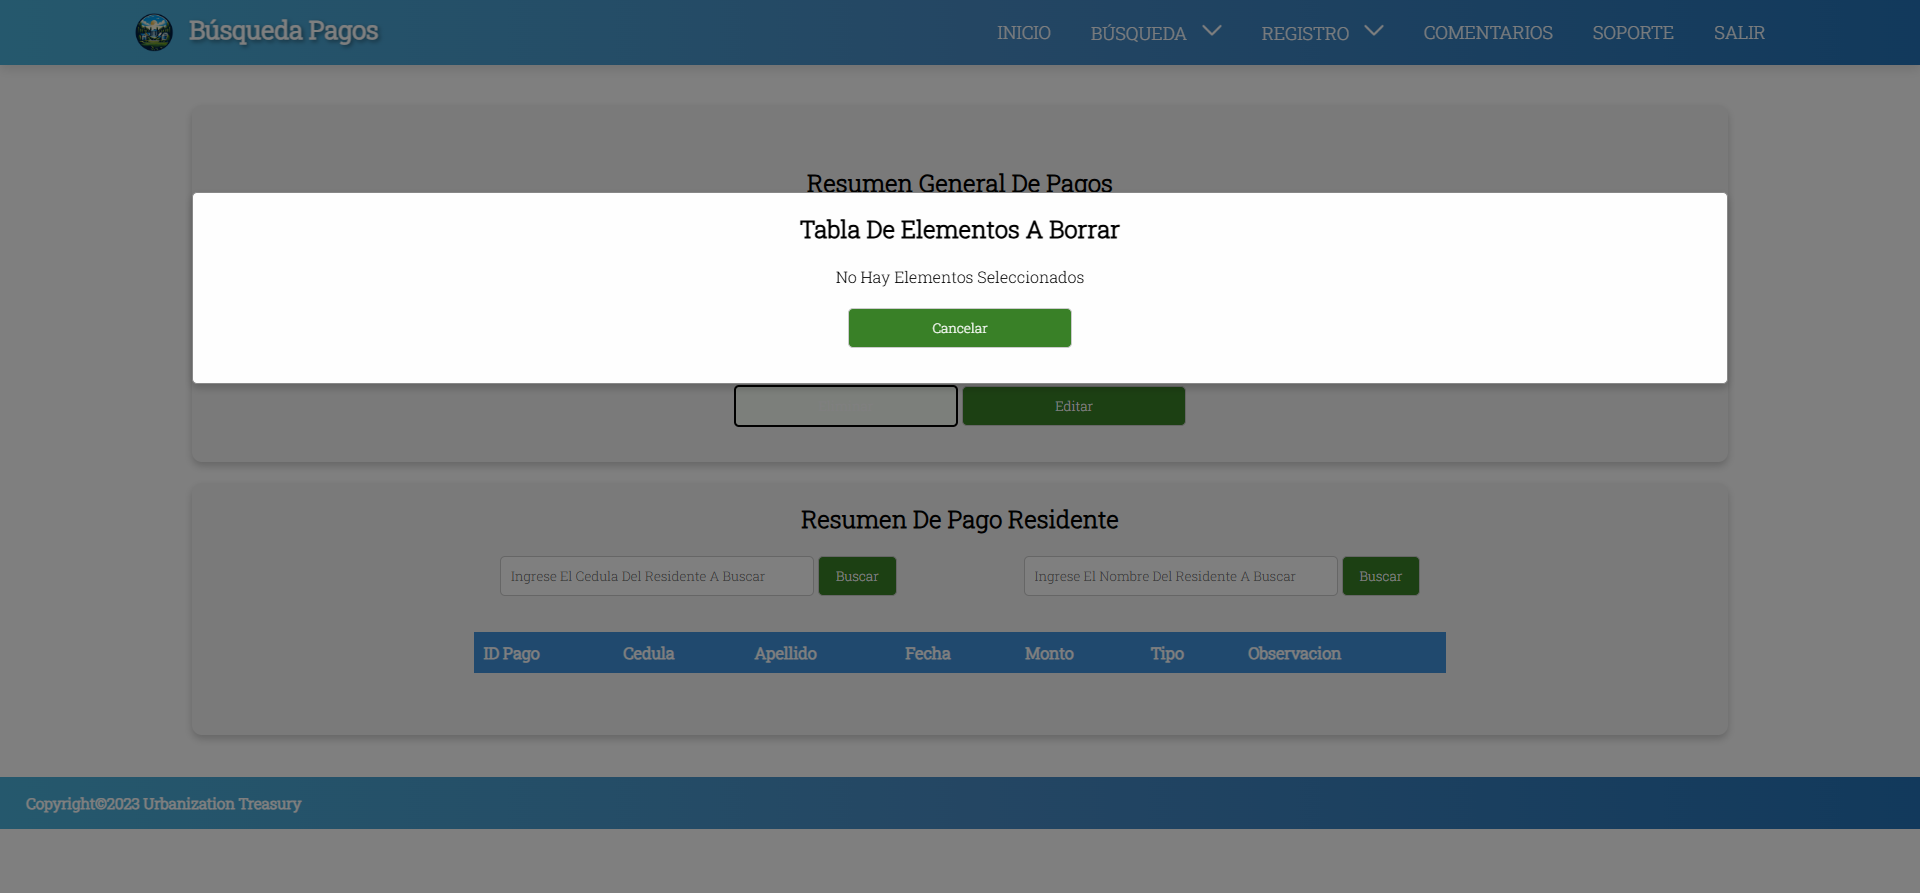 Búsqueda Pagos
INICIO BÚSQUEDA REGISTRO COMENTARIOS SOPORTE SALIR
Resumen General De Pagos
Tabla De Elementos A Borrar
No Hay Elementos Seleccionados
Cancelar
Editar
Resumen De Pago Residente
Ingrese El Cedula Del Residente A Buscar Buscar Ingrese El Nombre Del Residente A Buscar Buscar
ID Pago Cedula Apellido Fecha Monto Tipo Observacion
Copyright©2023 Urbanization Treasury